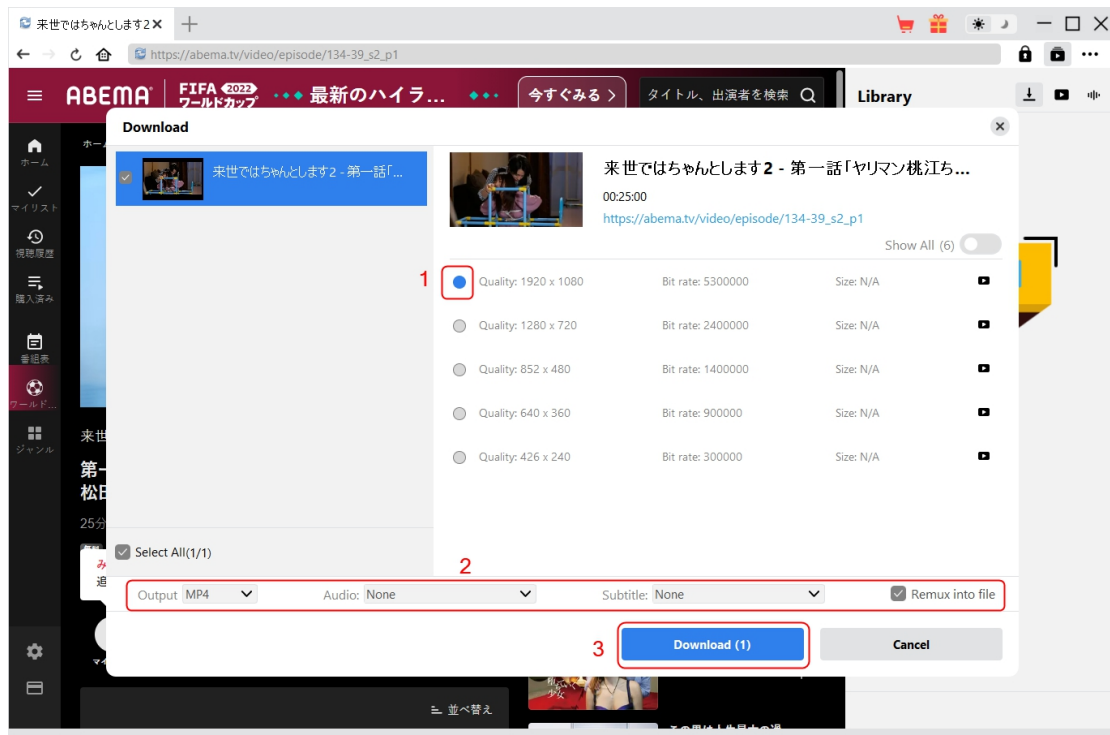 来世ではちゃんとします2
https://abema.tv/video/episode/134-39_s2_p1
ABEMA
FIFA 2022
ワールドカップ
最新のハイラ...
今すぐみる
タイトル、出演者を検索
Library
ホーム
マイリスト
視聴履歴
購入済み
番組表
ワールド...
ジャンル
Download
来世ではちゃんとします2 - 第一話「...
Select All(1/1)
来世ではちゃんとします2 - 第一話「ヤリマン桃江ち...
00:25:00
https://abema.tv/video/episode/134-39_s2_p1
Show All (6)
1
Quality: 1920 x 1080 Bit rate: 5300000 Size: N/A
Quality: 1280 x 720 Bit rate: 2400000 Size: N/A
Quality: 852 x 480 Bit rate: 1400000 Size: N/A
Quality: 640 x 360 Bit rate: 900000 Size: N/A
Quality: 426 x 240 Bit rate: 300000 Size: N/A
2
Output MP4 Audio: None Subtitle: None Remux into file
3
Download (1)
Cancel
来世
第一
25分
並べ替え